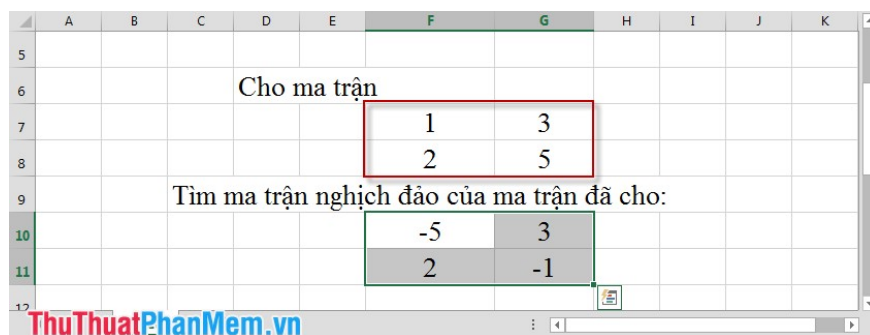 A B C D E F G H I J K
5
6 Cho ma trận
7 1 3
8 2 5
9 Tìm ma trận nghịch đảo của ma trận đã cho:
10 -5 3
11 2 -1
12
ThuThuatPhanMem.vn